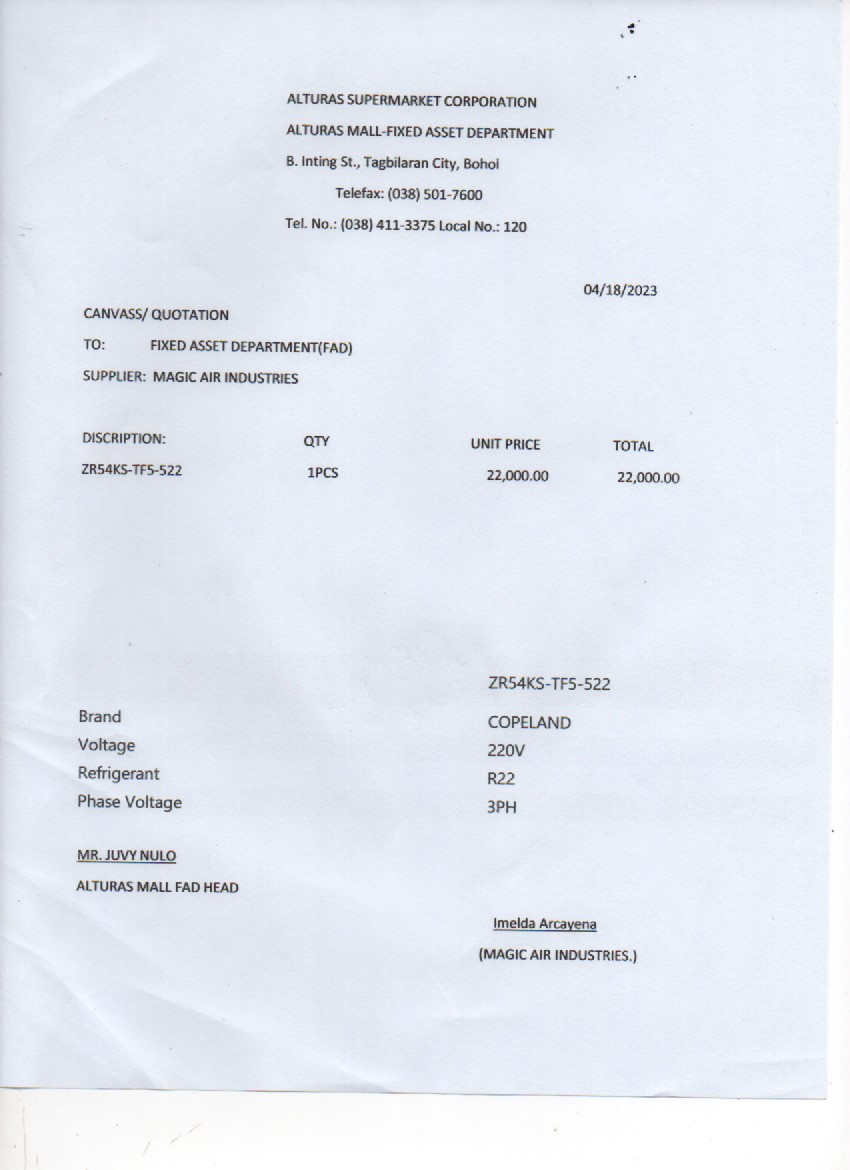 ALTURAS SUPERMARKET CORPORATION
ALTURAS MALL-FIXED ASSET DEPARTMENT
B. Inting St., Tagbilaran City, Bohol
Telefax: (038) 501-7600
Tel. No.: (038) 411-3375 Local No.: 120
04/18/2023
CANVASS/ QUOTATION
TO: FIXED ASSET DEPARTMENT(FAD)
SUPPLIER: MAGIC AIR INDUSTRIES
DISCRIPTION: QTY UNIT PRICE TOTAL
ZR54KS-TF5-522 1PCS 22,000.00 22,000.00
ZR54KS-TF5-522
Brand COPELAND
Voltage 220V
Refrigerant R22
Phase Voltage 3PH
MR. JUVY NULO
ALTURAS MALL FAD HEAD
Imelda Arcayena
(MAGIC AIR INDUSTRIES.)